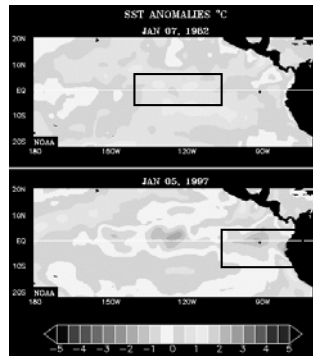 SST ANOMALIES °C
JAN 07, 1982
20N
10N
EQ
10S
20S
NOAA
180 150W 120W 90W
JAN 05, 1997
20N
10N
EQ
10S
20S
NOAA
180 150W 120W 90W
-5 -4 -3 -2 -1 0 1 2 3 4 5